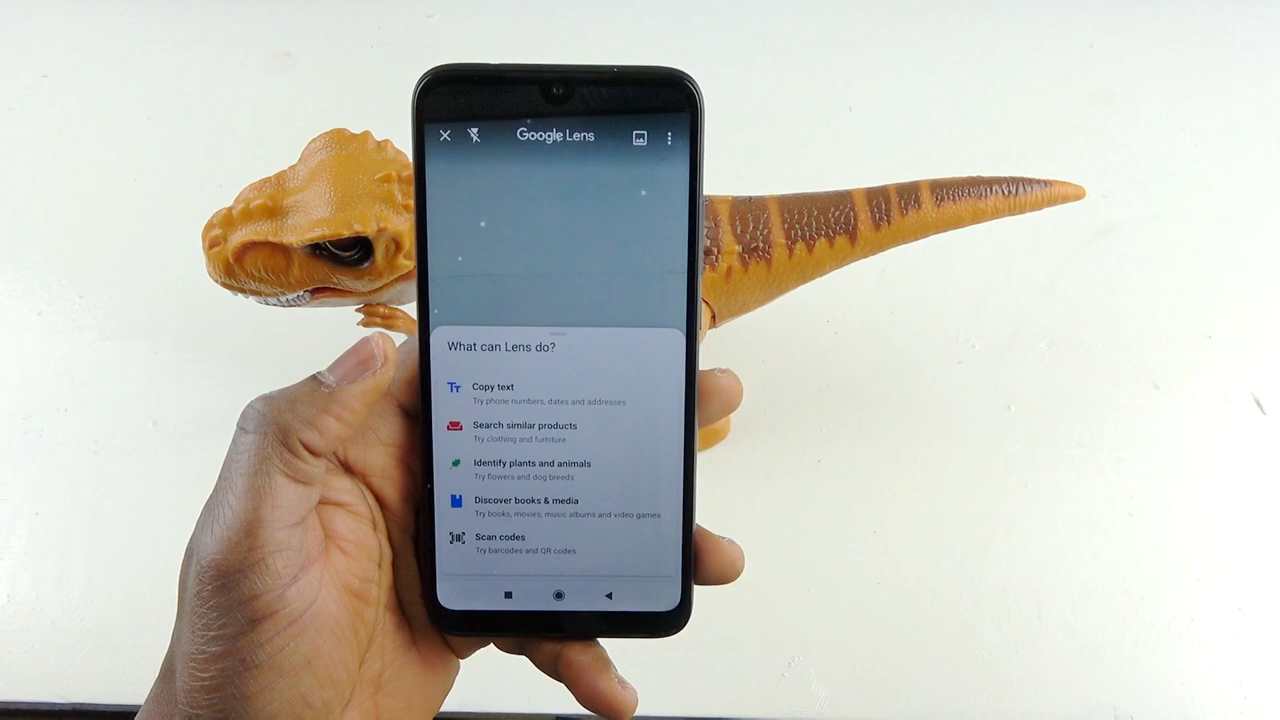 Google Lens
What can Lens do?
Copy text
Try phone numbers, dates and addresses
Search similar products
Try clothing and furniture
Identify plants and animals
Try flowers and dog breeds
Discover books & media
Try books, movies, music albums and video games
Scan codes
Try barcodes and QR codes